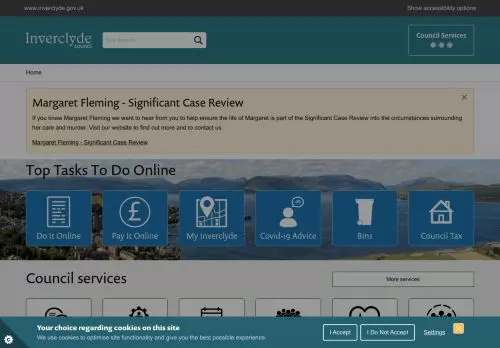 www.inverclyde.gov.uk
Show accessibility options
Inverclyde
council
Council Services
Home
Margaret Fleming - Significant Case Review
If you knew Margaret Fleming we want to hear from you to help ensure the life of Margaret is part of the Significant Case Review into the circumstances surrounding
her care and murder. Visit our website to find out more and to contact us.
Margaret Fleming - Significant Case Review
Top Tasks To Do Online
Do It Online
Pay It Online
My Inverclyde
Covid-19 Advice
Bins
Council Tax
Council services
More services
Your choice regarding cookies on this site
We use cookies to optimise site functionality and give you the best possible experience.
I Accept
I Do Not Accept
Settings